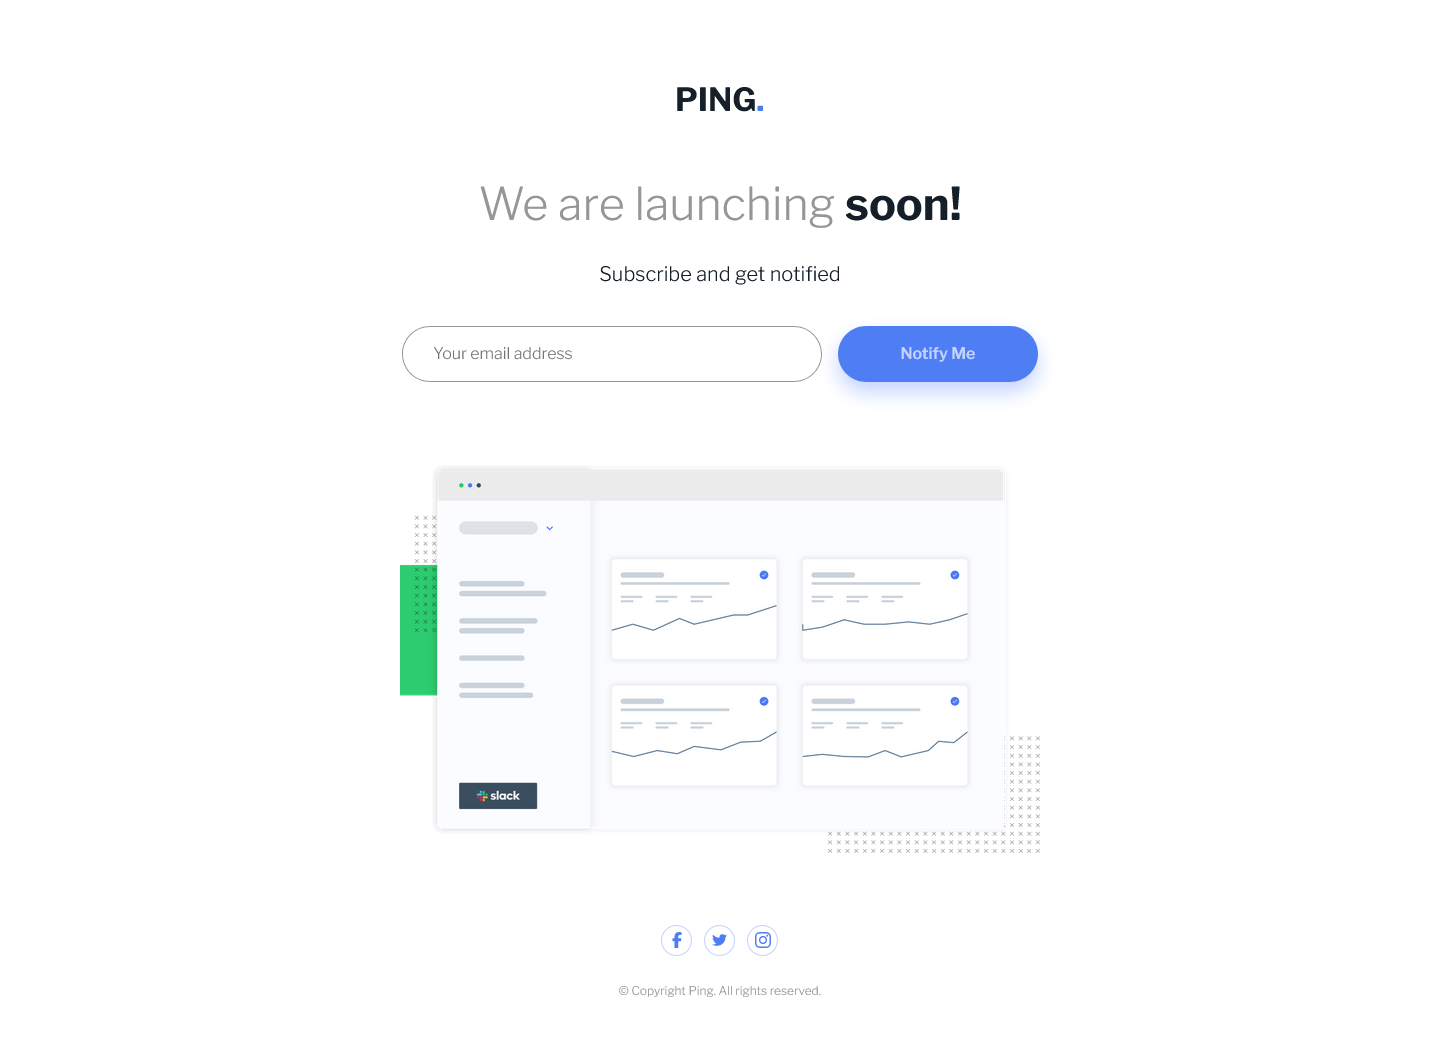 PING.
We are launching soon!
Subscribe and get notified
Your email address
Notify Me
slack
© Copyright Ping. All rights reserved.